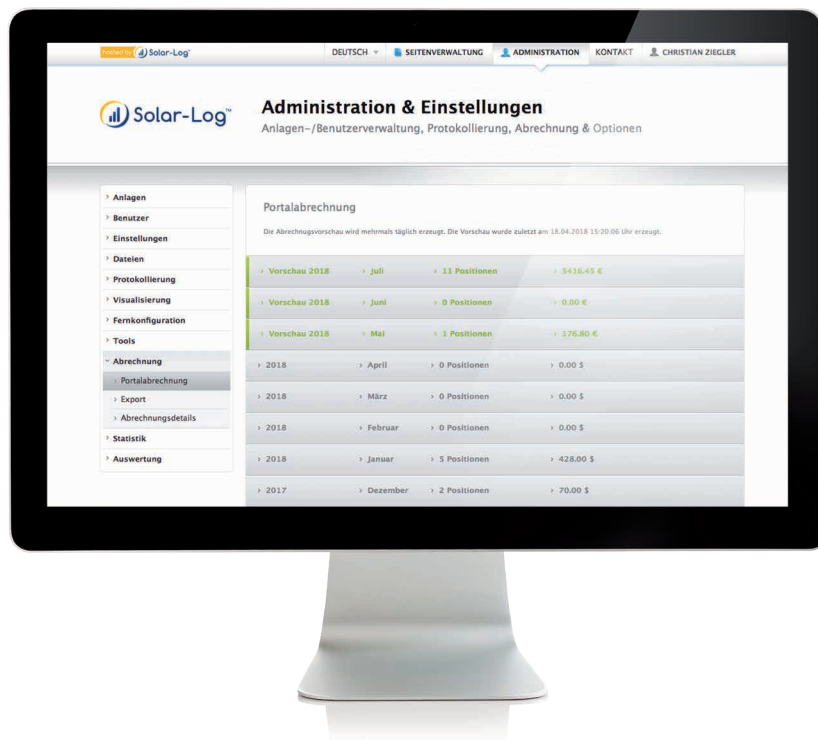 hosted by Solar-Log™
DEUTSCH SEITENVERWALTUNG ADMINISTRATION KONTAKT CHRISTIAN ZIEGLER
Solar-Log™
Administration & Einstellungen
Anlagen-/Benutzerverwaltung, Protokollierung, Abrechnung & Optionen
Anlagen
Benutzer
Einstellungen
Dateien
Protokollierung
Visualisierung
Fernkonfiguration
Tools
Abrechnung
Portalabrechnung
Export
Abrechnungsdetails
Statistik
Auswertung
Portalabrechnung
Die Abrechnugsvorschau wird mehrmals täglich erzeugt. Die Vorschau wurde zuletzt am 18.04.2018 15:20.06 Uhr erzeugt.
Vorschau 2018 Juli 11 Positionen 5416.45 €
Vorschau 2018 Juni 0 Positionen 0.00 €
Vorschau 2018 Mai 1 Positionen 176.80 €
2018 April 0 Positionen 0.00 $
2018 März 0 Positionen 0.00 $
2018 Februar 0 Positionen 0.00 $
2018 Januar 5 Positionen 428.00 $
2017 Dezember 2 Positionen 70.00 $